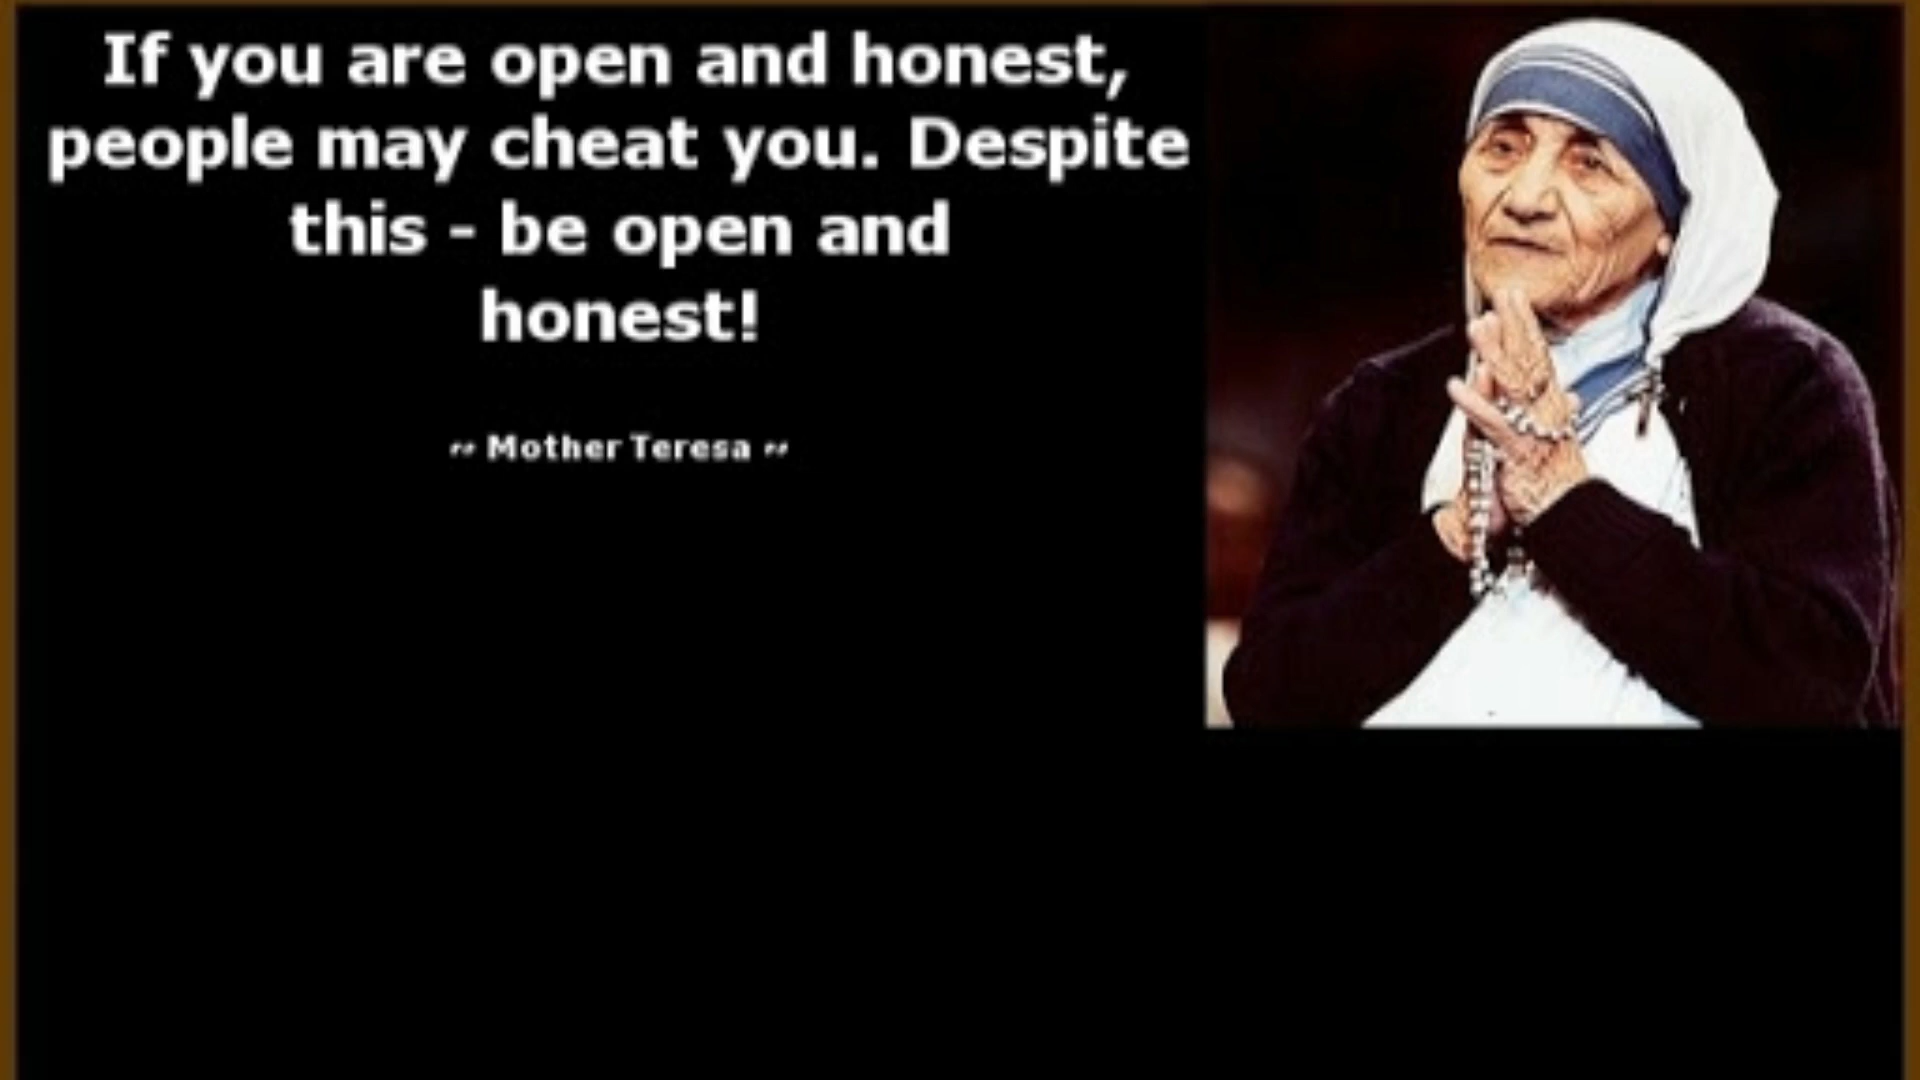 If you are open and honest,
people may cheat you. Despite
this - be open and
honest!
~ Mother Teresa ~